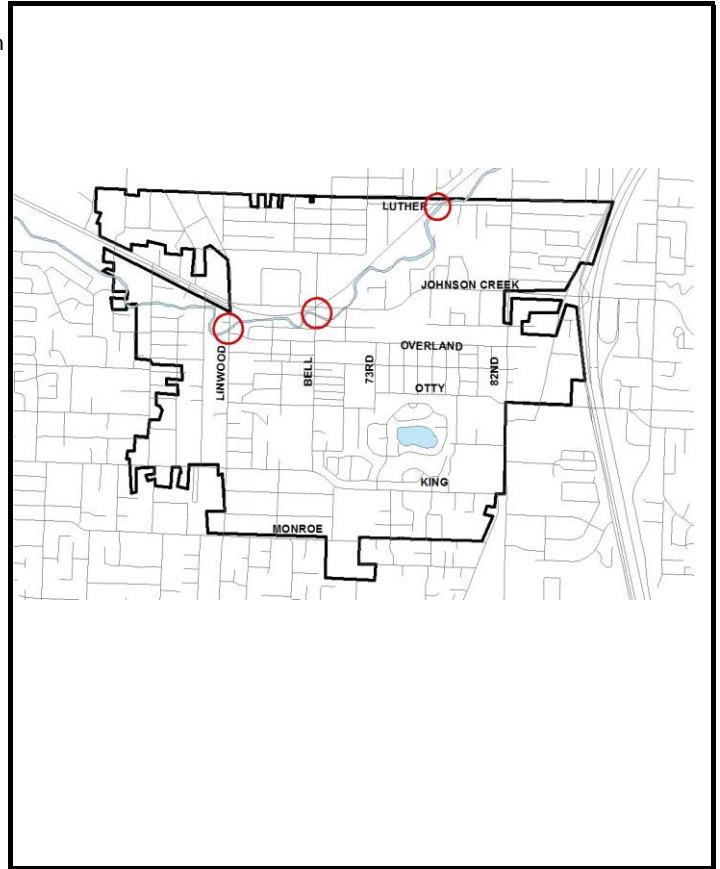 n
LUTHER
JOHNSON CREEK
OVERLAND
LINWOOD
BELL
73RD
82ND
OTTY
KING
MONROE